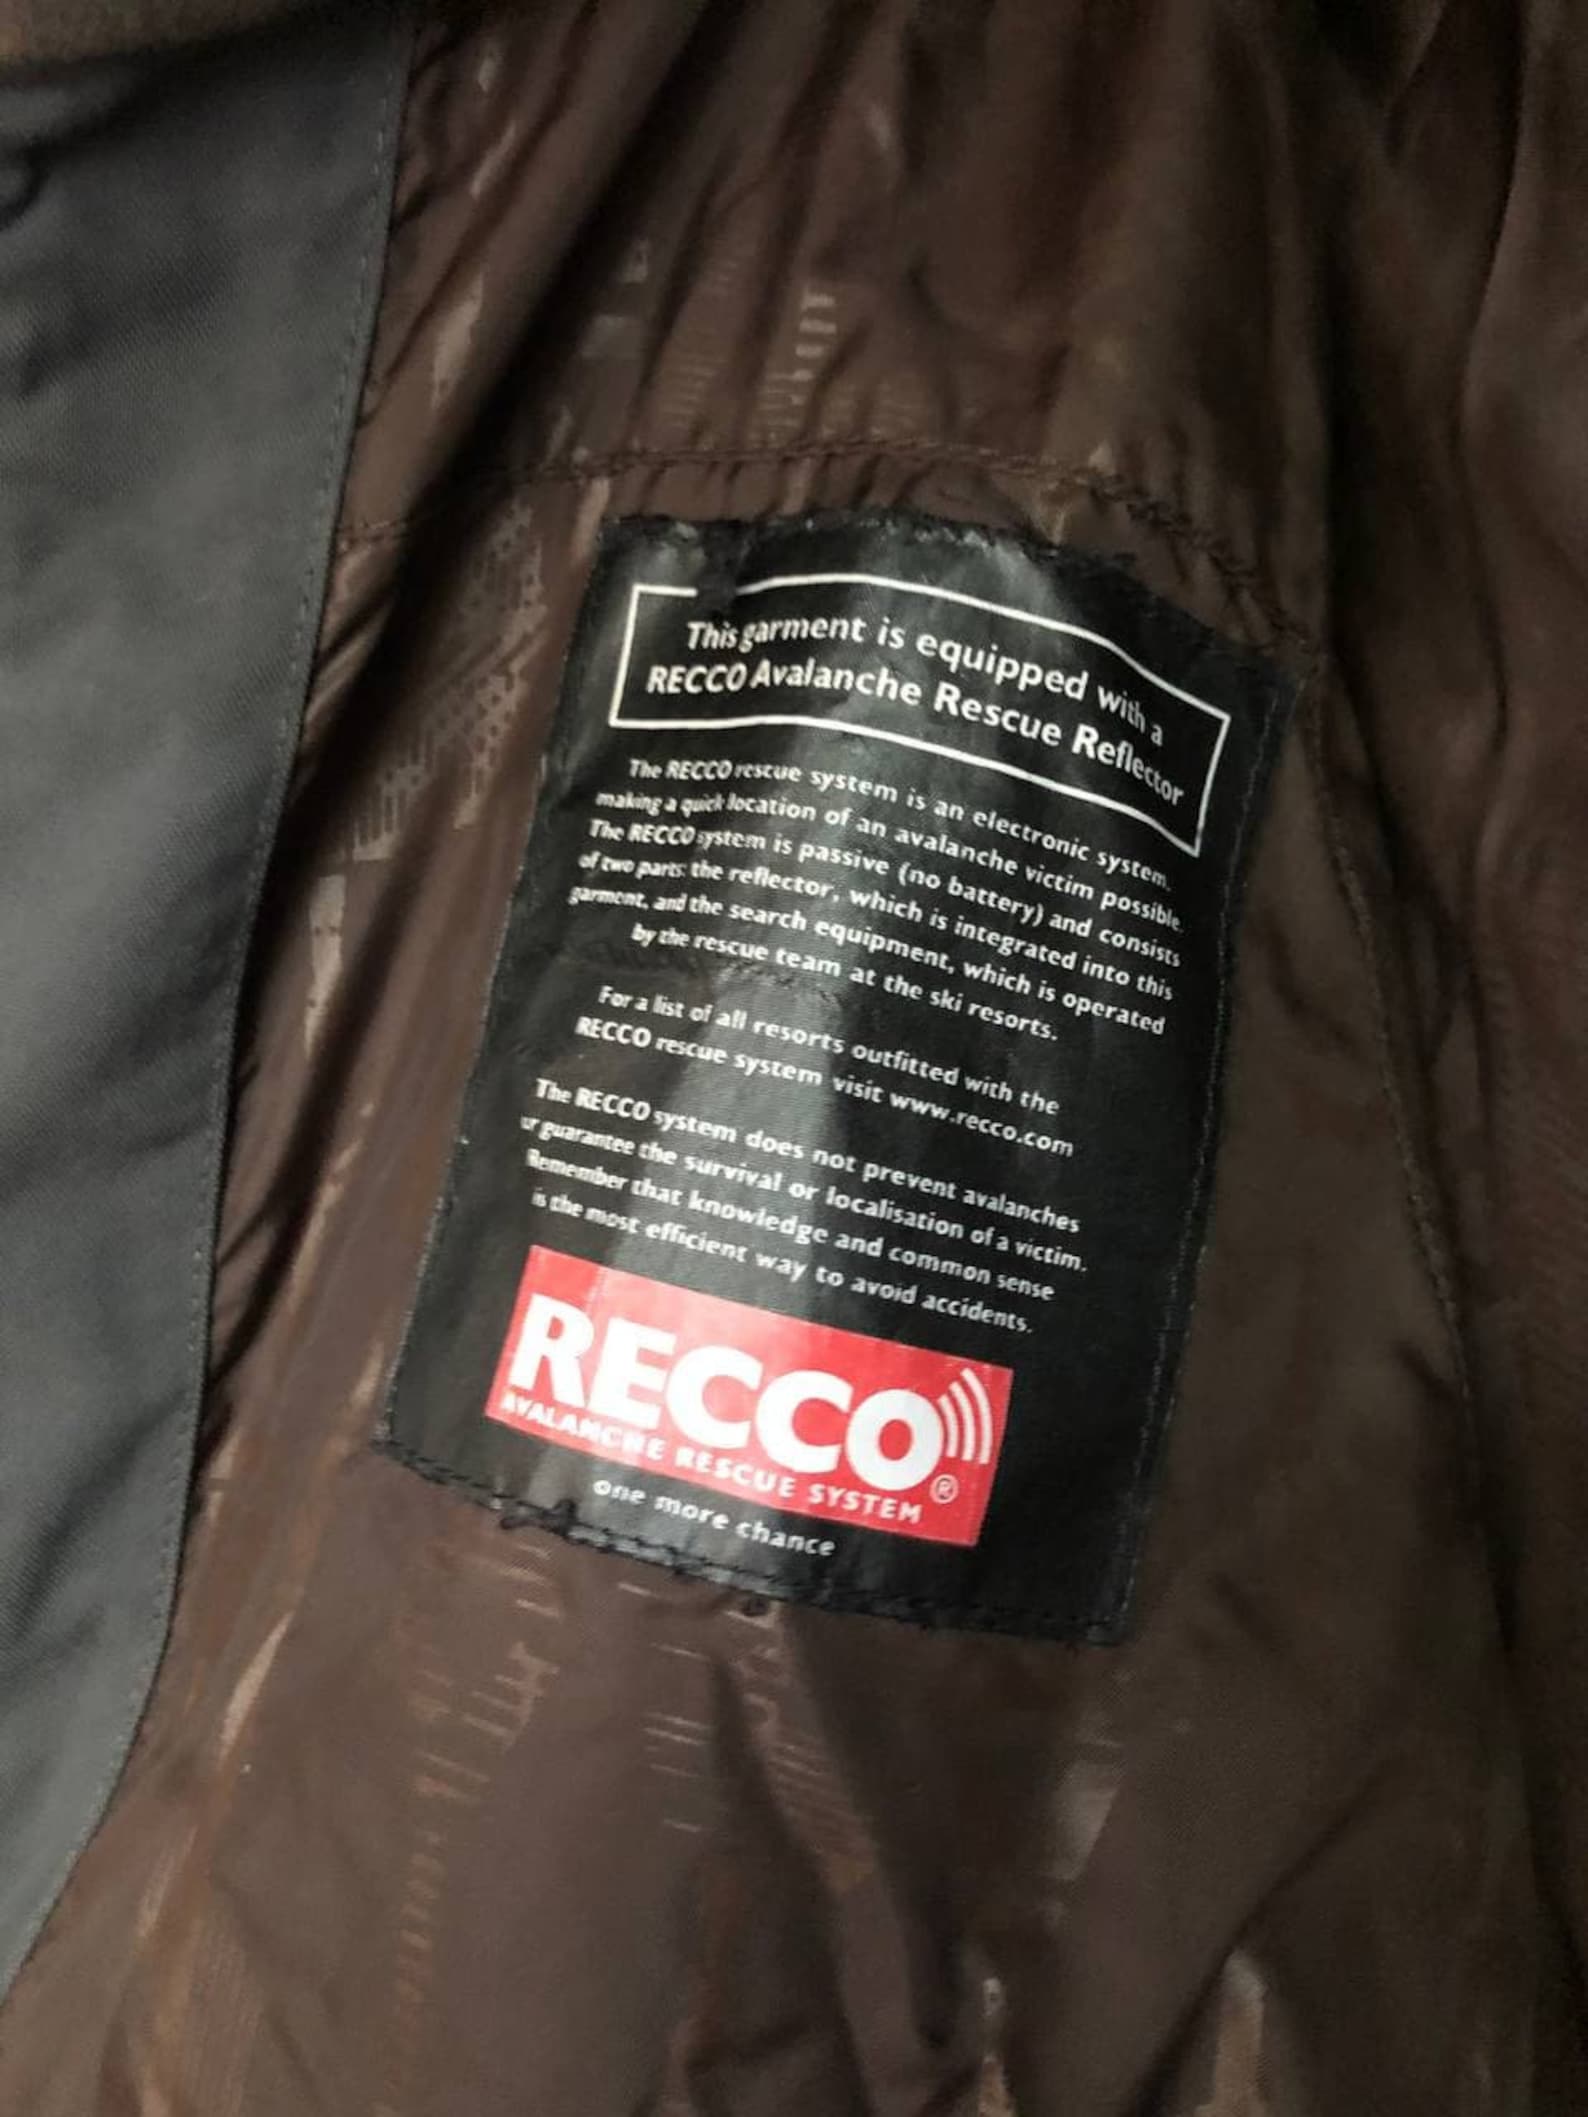 This garment is equipped with a
RECCO Avalanche Rescue Reflector
The RECCO rescue system is an electronic system,
making a quick location of an avalanche victim possible.
The RECCO system is passive (no battery) and consists
of two parts: the reflector, which is integrated into this
garment, and the search equipment, which is operated
by the rescue team at the ski resorts.
For a list of all resorts outfitted with the
RECCO rescue system visit www.recco.com
The RECCO system does not prevent avalanches
ur guarantee the survival or localisation of a victim.
Remember that knowledge and common sense
is the most efficient way to avoid accidents.
RECCO®
AVALANCHE RESCUE SYSTEM
one more chance